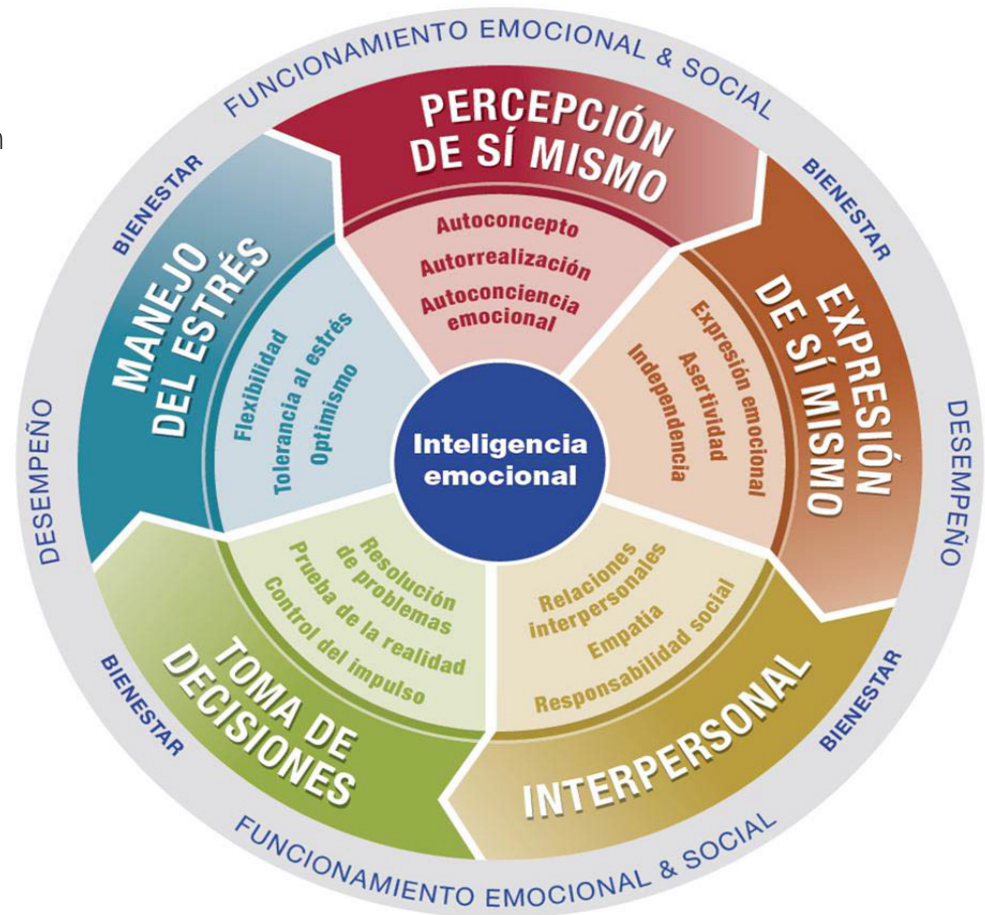 FUNCIONAMIENTO EMOCIONAL & SOCIAL
BIENESTAR
BIENESTAR
DESEMPEÑO
DESEMPEÑO
BIENESTAR
BIENESTAR
FUNCIONAMIENTO EMOCIONAL & SOCIAL
PERCEPCIÓN
DE SÍ MISMO
Autoconcepto
Autorrealización
Autoconciencia
emocional
EXPRESIÓN
DE SÍ MISMO
Expresión emocional
Asertividad
Independencia
INTERPERSONAL
Relaciones
interpersonales
Empatia
Responsabilidad social
TOMA DE
DECISIONES
Resolución
de problemas
Prueba de la realidad
Control del impulso
MANEJO
DEL ESTRÉS
Flexibilidad
Tolerancia al estrés
Optimismo
Inteligencia
emocional